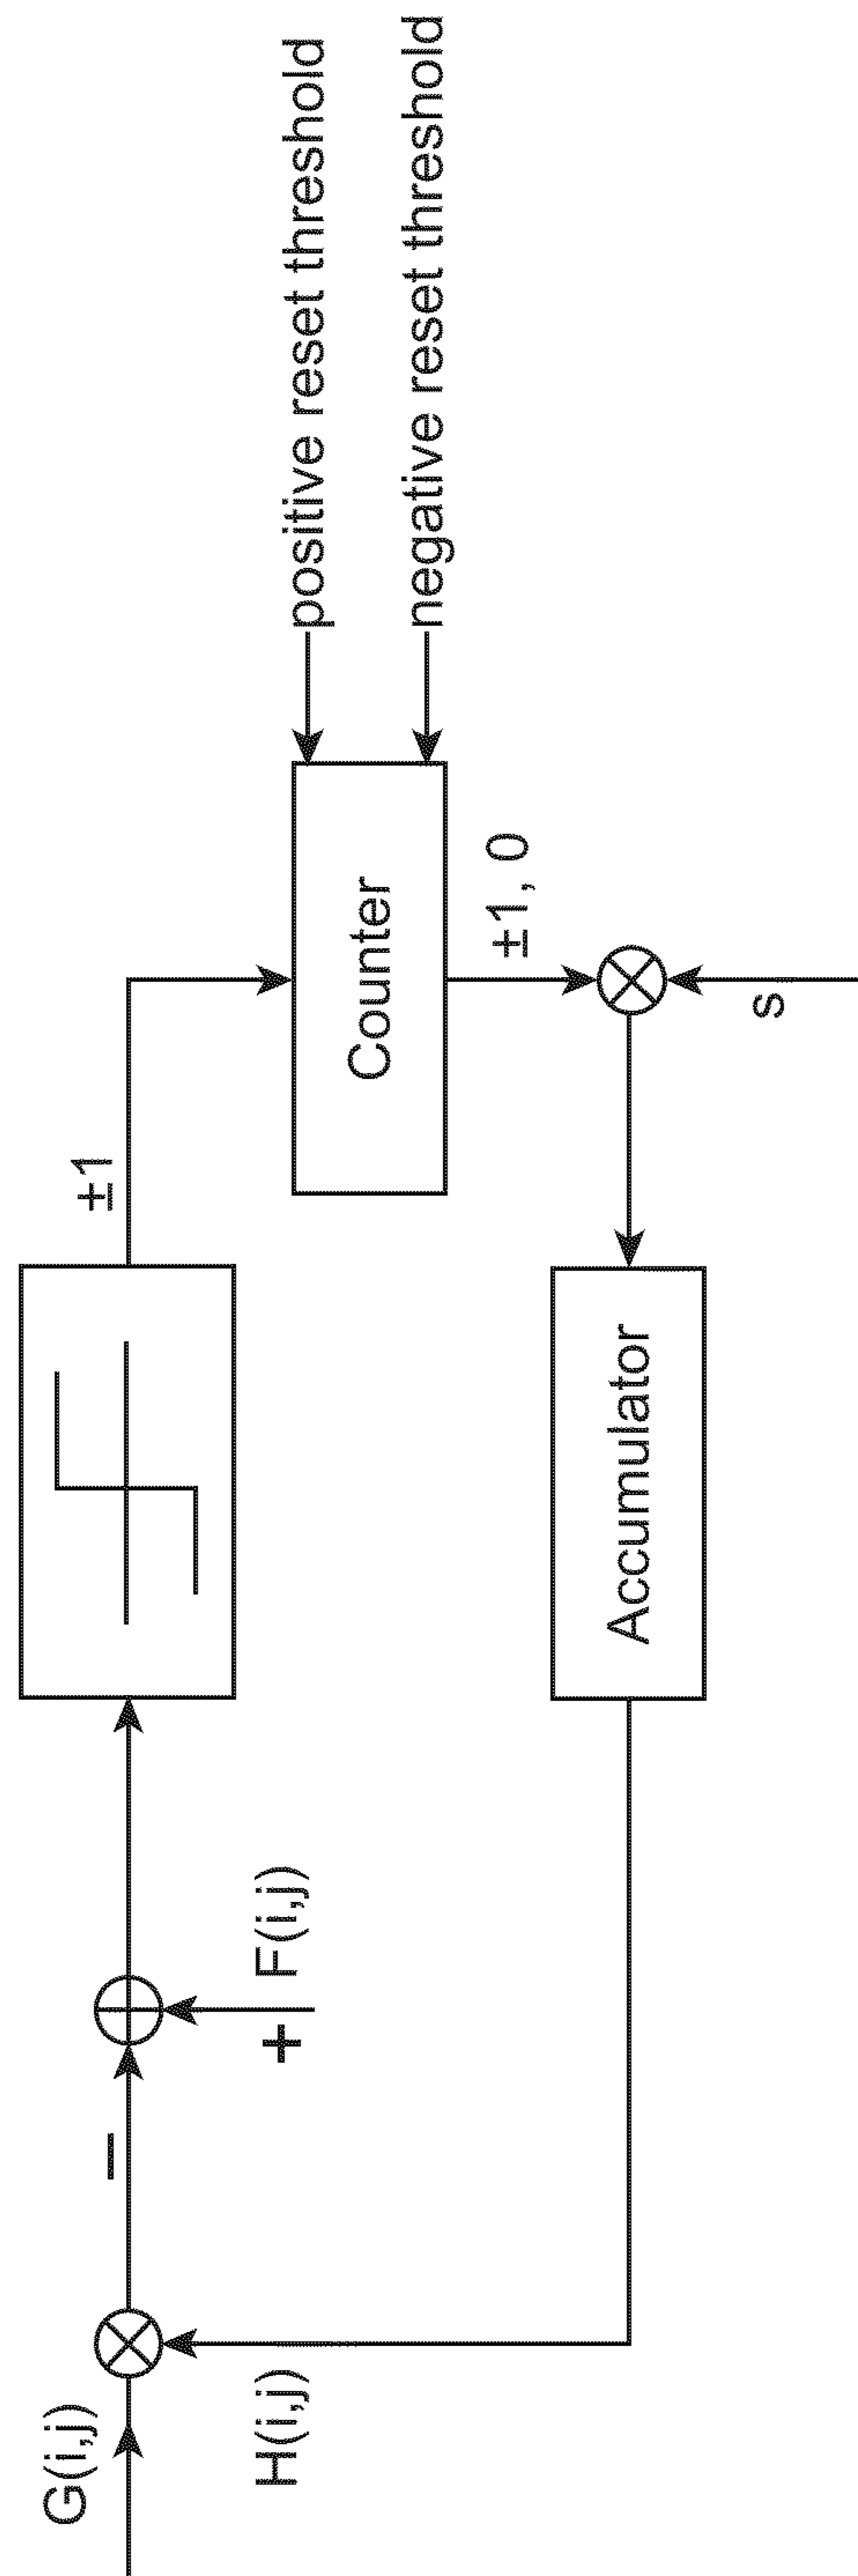 G(i,j)
H(i,j)
−
+
F(i,j)
±1
Counter
positive reset threshold
negative reset threshold
±1, 0
s
Accumulator